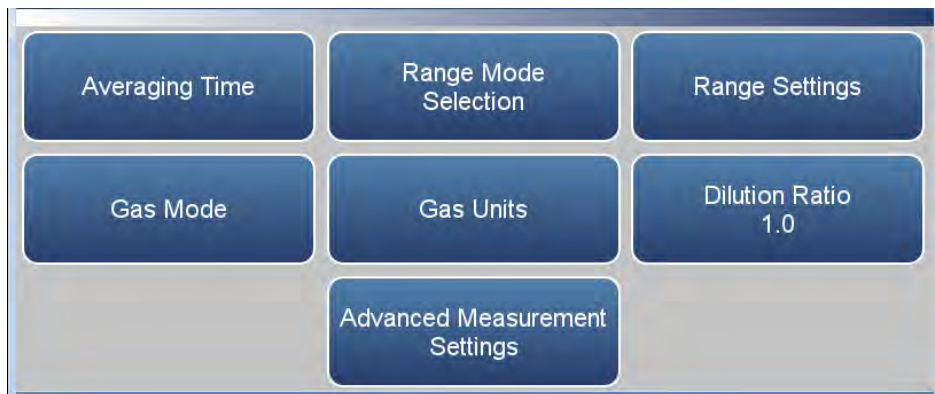 Averaging Time
Range Mode
Selection
Range Settings
Gas Mode
Gas Units
Dilution Ratio
1.0
Advanced Measurement
Settings